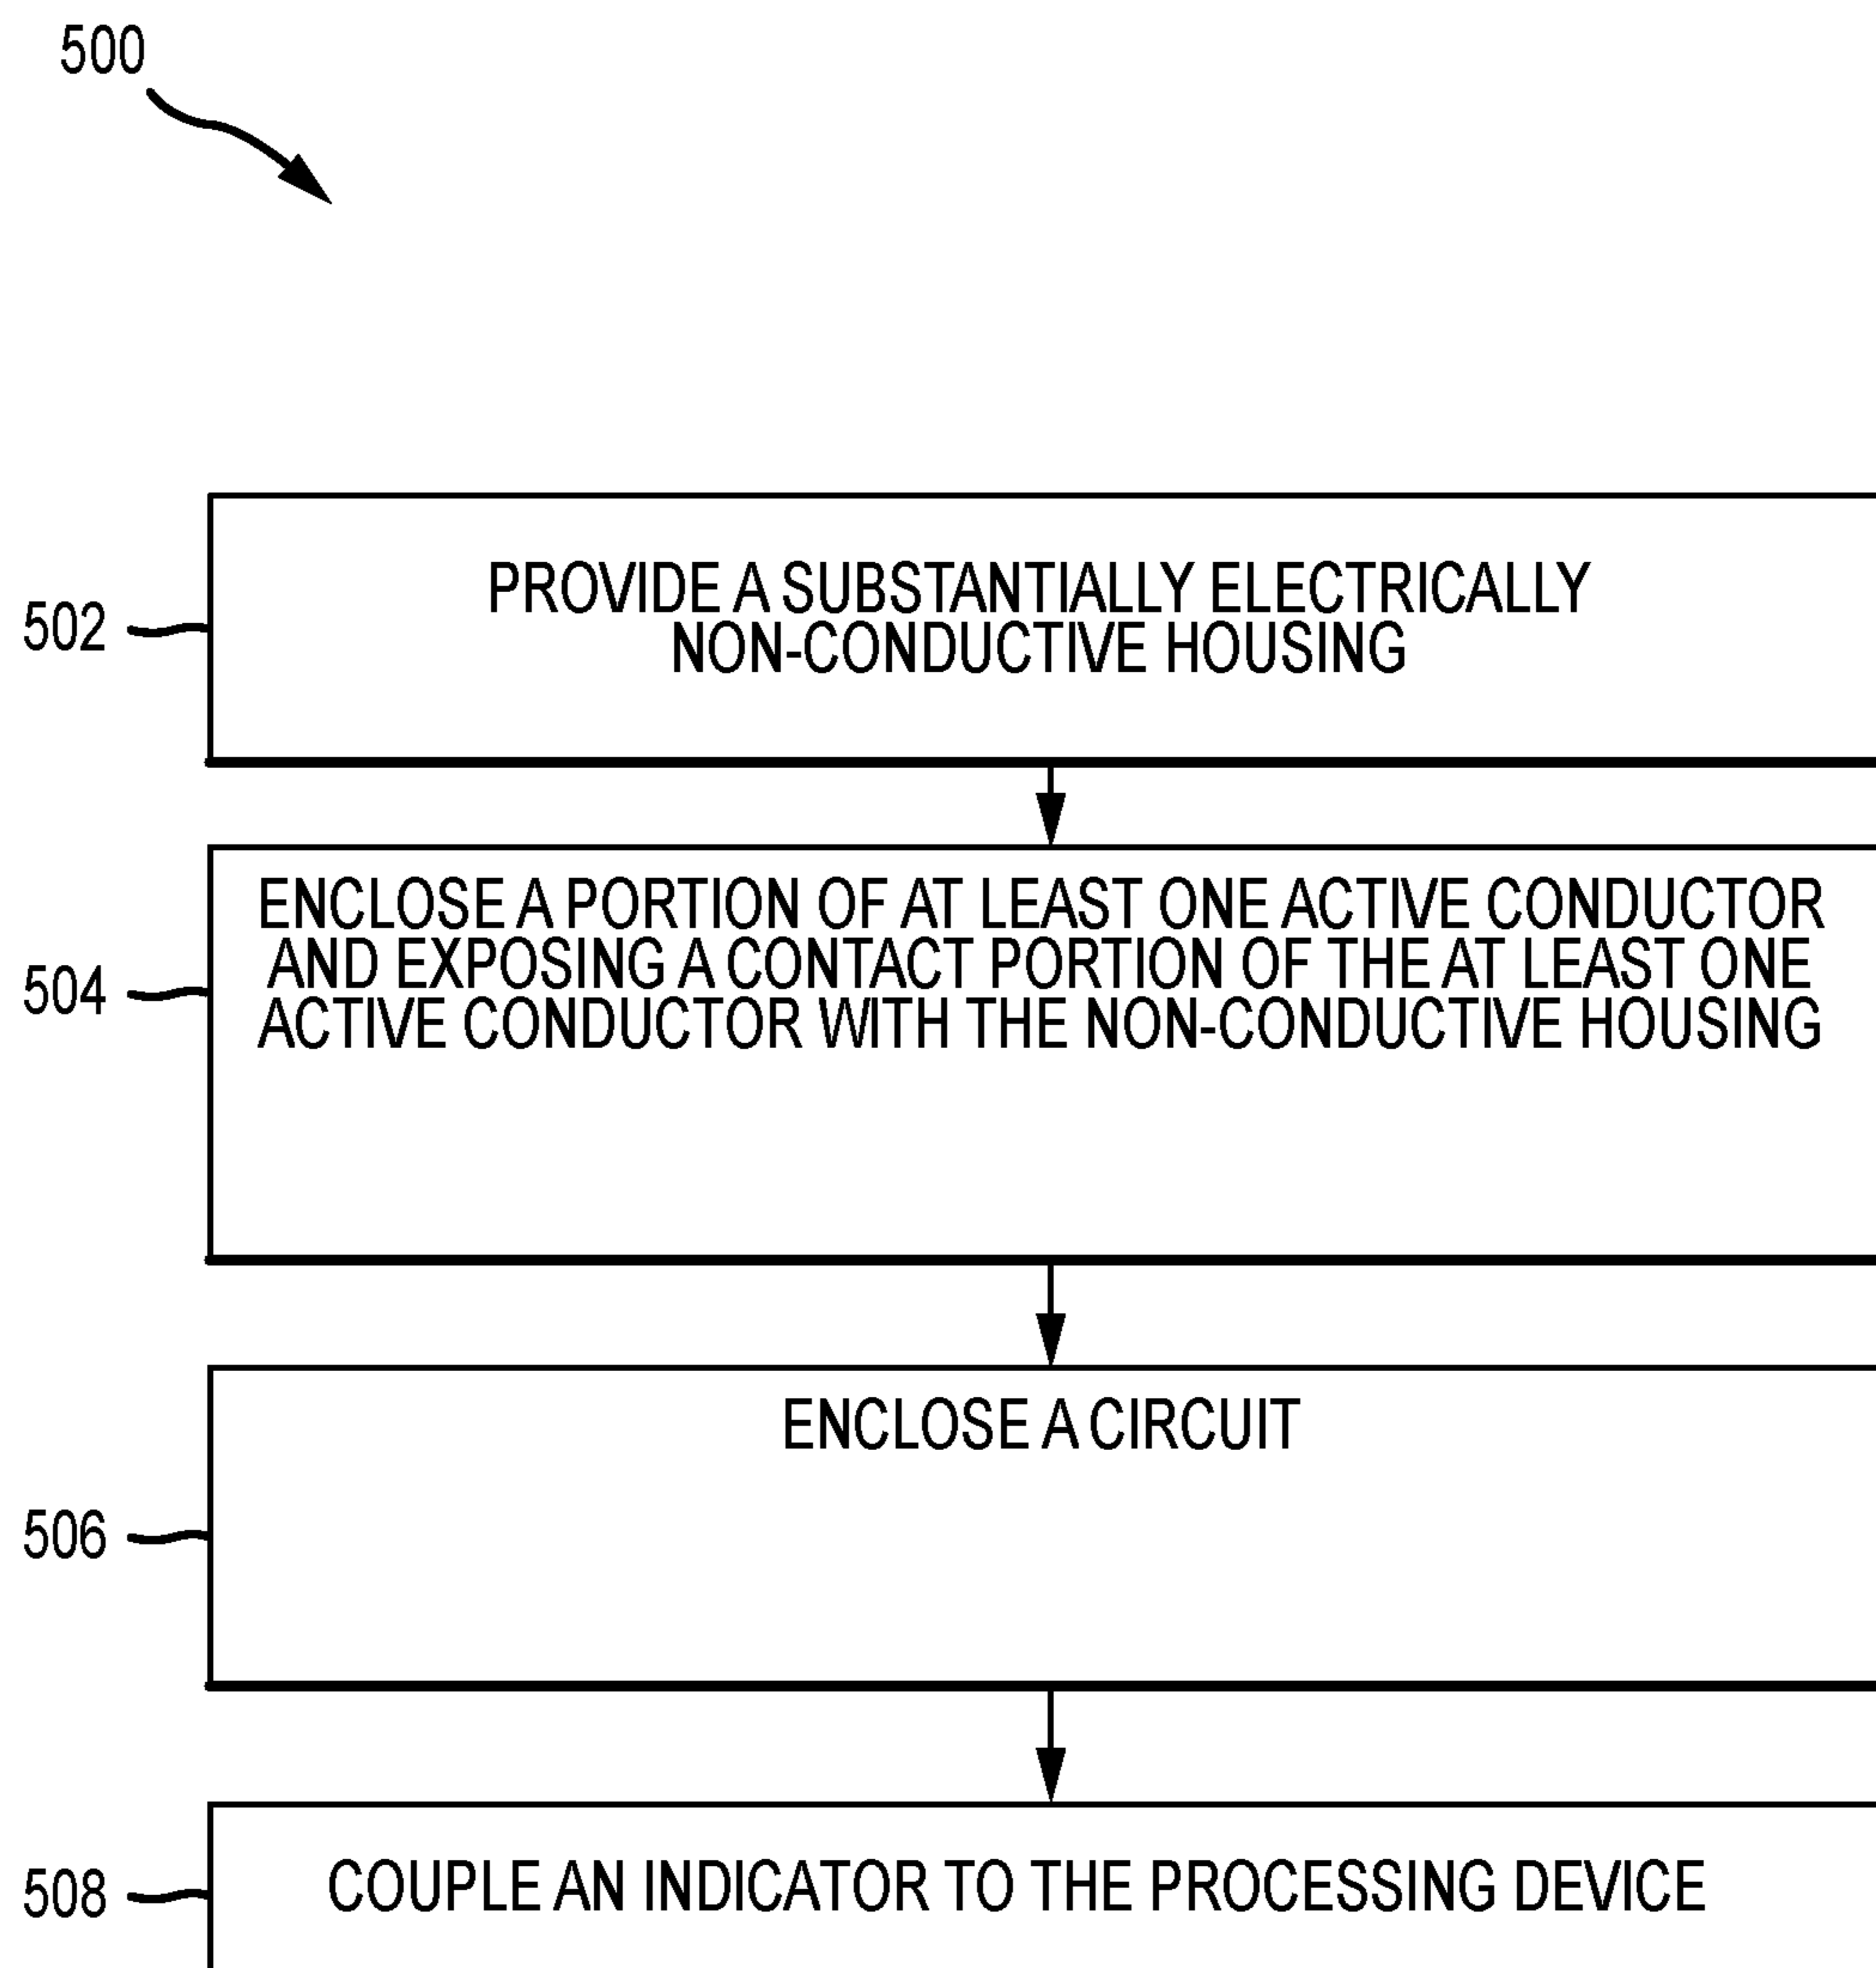 500
502
PROVIDE A SUBSTANTIALLY ELECTRICALLY
NON-CONDUCTIVE HOUSING
504
ENCLOSE A PORTION OF AT LEAST ONE ACTIVE CONDUCTOR
AND EXPOSING A CONTACT PORTION OF THE AT LEAST ONE
ACTIVE CONDUCTOR WITH THE NON-CONDUCTIVE HOUSING
506
ENCLOSE A CIRCUIT
508
COUPLE AN INDICATOR TO THE PROCESSING DEVICE